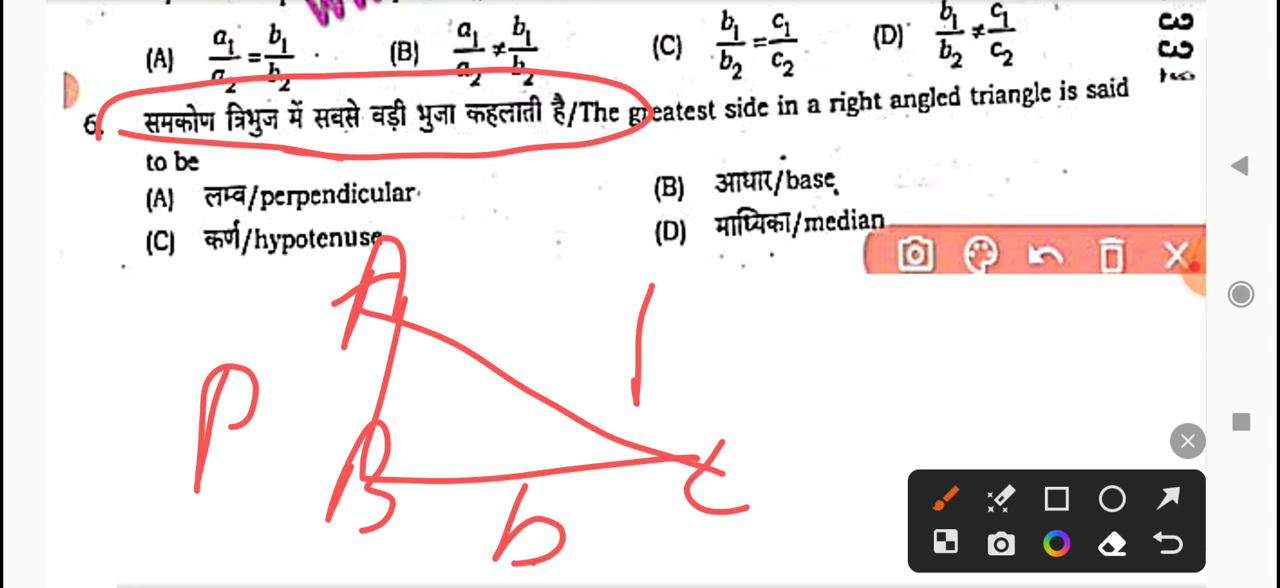 (A) a₁/a₂ = b₁/b₂ (B) a₁/a₂ ≠ b₁/b₂ (C) b₁/b₂ = c₁/c₂ (D) b₁/b₂ ≠ c₁/c₂
6. समकोण त्रिभुज में सबसे बड़ी भुजा कहलाती है/The greatest side in a right angled triangle is said
to be
(A) लम्ब/perpendicular
(B) आधार/base
(C) कर्ण/hypotenuse
(D) माध्यिका/median
A
P
B
b
C